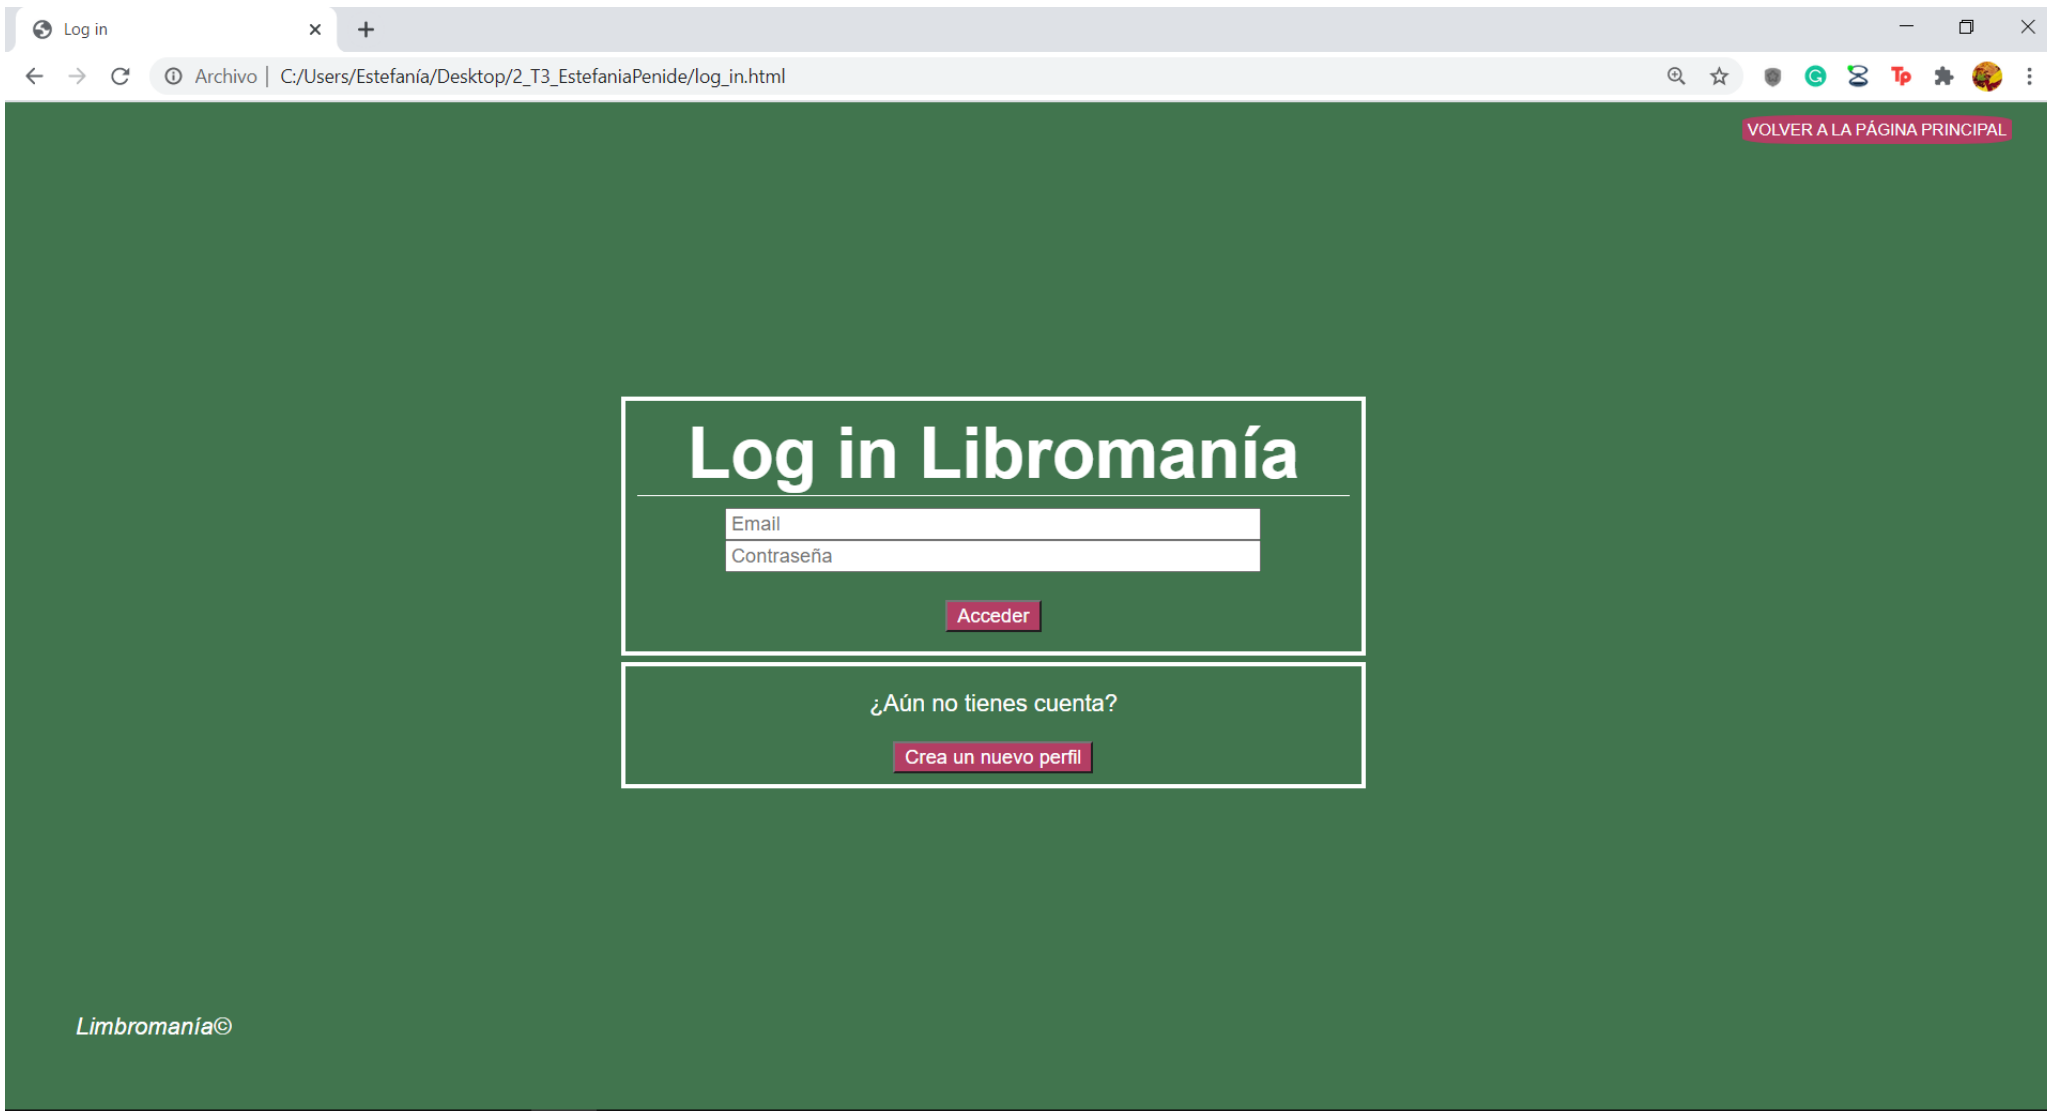 Log in
Archivo | C:/Users/Estefanía/Desktop/2_T3_EstefaniaPenide/log_in.html
Tp
VOLVER A LA PÁGINA PRINCIPAL
Log in Libromanía
Email
Contraseña
Acceder
¿Aún no tienes cuenta?
Crea un nuevo perfil
Limbromanía©